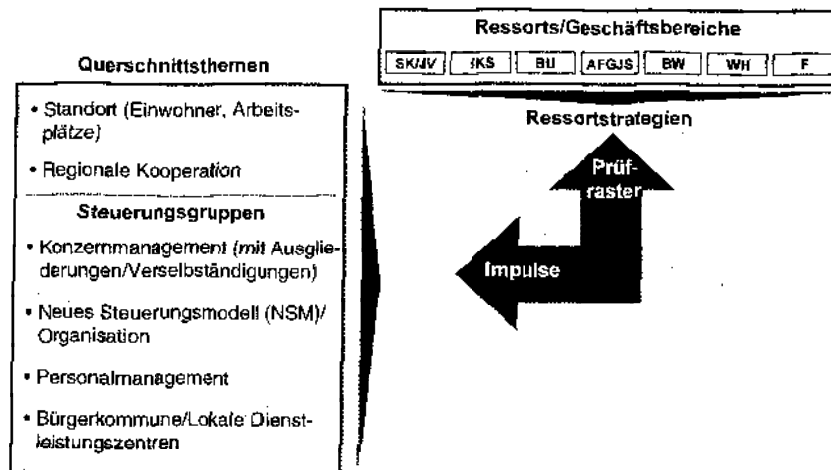 Ressorts/Geschäftsbereiche
SK/JV IKS BU AFGJS BW WH F
Ressortstrategien
Prüf-
raster
Impulse
Querschnittsthemen
• Standort (Einwohner, Arbeits-
plätze)
• Regionale Kooperation
Steuerungsgruppen
• Konzernmanagement (mit Ausglie-
derungen/Verselbständigungen)
• Neues Steuerungsmodell (NSM)/
Organisation
• Personalmanagement
• Bürgerkommune/Lokale Dienst-
leistungszentren